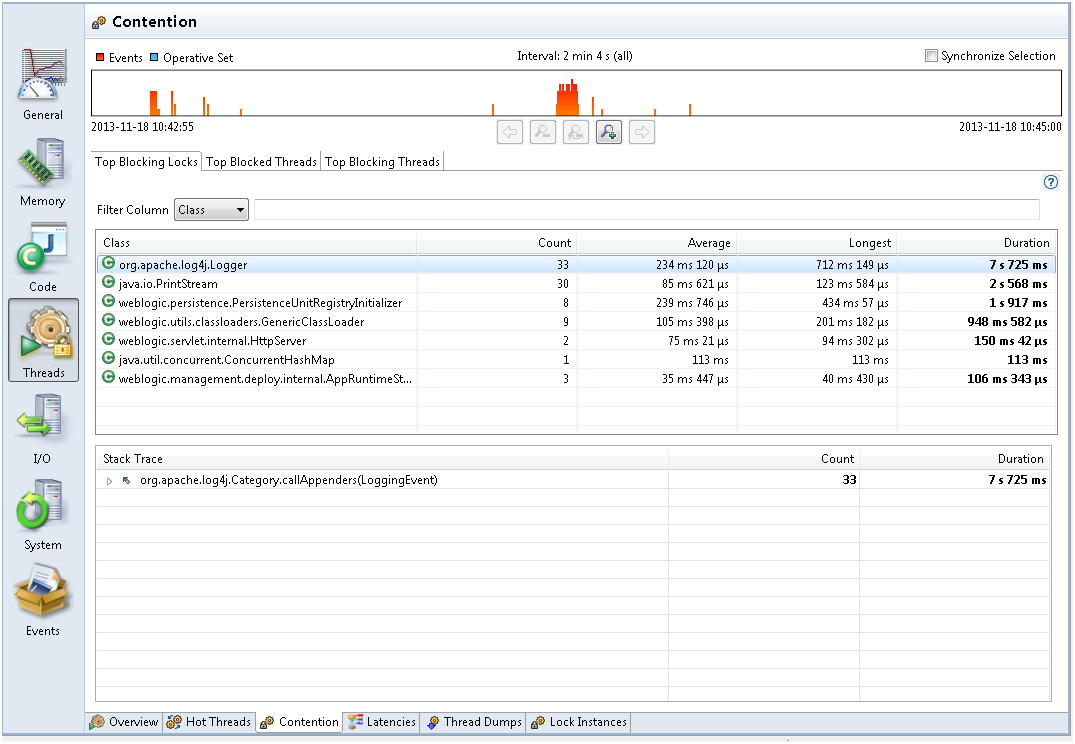 Contention
Events Operative Set Interval: 2 min 4 s (all) Synchronize Selection
2013-11-18 10:42:55 2013-11-18 10:45:00
Top Blocking Locks Top Blocked Threads Top Blocking Threads
Filter Column Class
Class Count Average Longest Duration
org.apache.log4j.Logger 33 234 ms 120 µs 712 ms 149 µs 7 s 725 ms
java.io.PrintStream 30 85 ms 621 µs 123 ms 584 µs 2 s 568 ms
weblogic.persistence.PersistenceUnitRegistryInitializer 8 239 ms 746 µs 434 ms 57 µs 1 s 917 ms
weblogic.utils.classloaders.GenericClassLoader 9 105 ms 398 µs 201 ms 182 µs 948 ms 582 µs
weblogic.servlet.internal.HttpServer 2 75 ms 21 µs 94 ms 302 µs 150 ms 42 µs
java.util.concurrent.ConcurrentHashMap 1 113 ms 113 ms 113 ms
weblogic.management.deploy.internal.AppRuntimeSt... 3 35 ms 447 µs 40 ms 430 µs 106 ms 343 µs
Stack Trace Count Duration
org.apache.log4j.Category.callAppenders(LoggingEvent) 33 7 s 725 ms
General
Memory
Code
Threads
I/O
System
Events
Overview Hot Threads Contention Latencies Thread Dumps Lock Instances